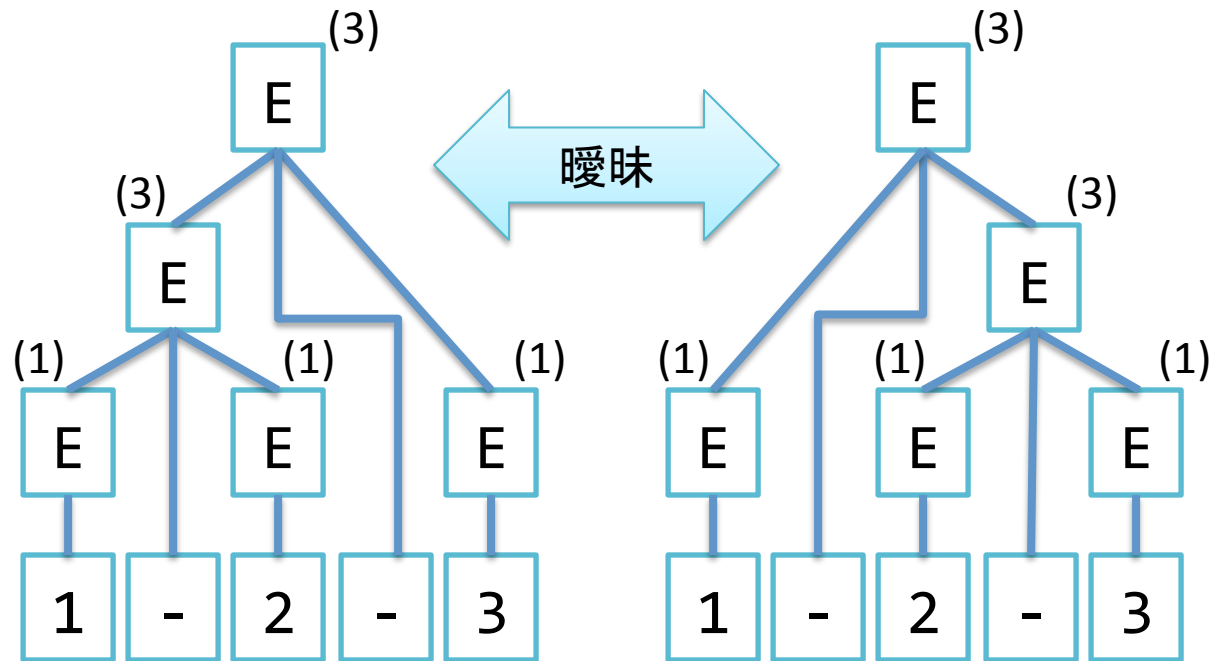 (3) (3)
E 曖昧 E
(3) (3)
E E
(1) (1) (1) (1) (1) (1)
E E E E E E
1 - 2 - 3 1 - 2 - 3